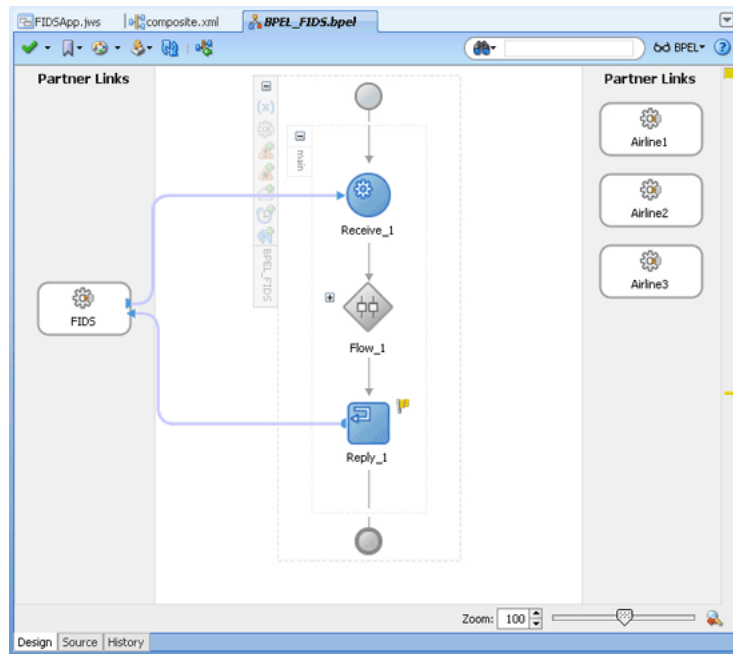 FIDSApp.jws composite.xml BPEL_FIDS.bpel
BPEL
Partner Links
Partner Links
(x)
main
BPEL_FIDS
Receive_1
Flow_1
Reply_1
FIDS
Airline1
Airline2
Airline3
Zoom: 100
Design Source History